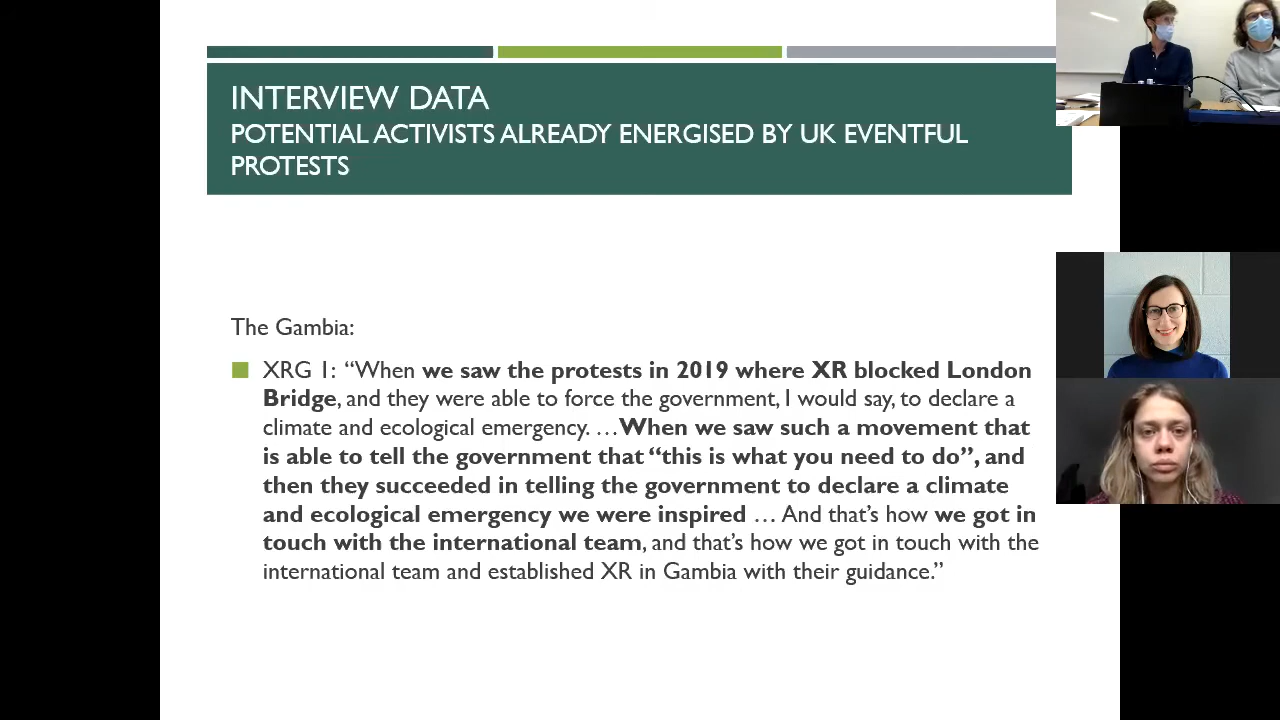 INTERVIEW DATA
POTENTIAL ACTIVISTS ALREADY ENERGISED BY UK EVENTFUL
PROTESTS
The Gambia:
XRG 1: “When we saw the protests in 2019 where XR blocked London
Bridge, and they were able to force the government, I would say, to declare a
climate and ecological emergency. …When we saw such a movement that
is able to tell the government that “this is what you need to do”, and
then they succeeded in telling the government to declare a climate
and ecological emergency we were inspired … And that’s how we got in
touch with the international team, and that’s how we got in touch with the
international team and established XR in Gambia with their guidance.”